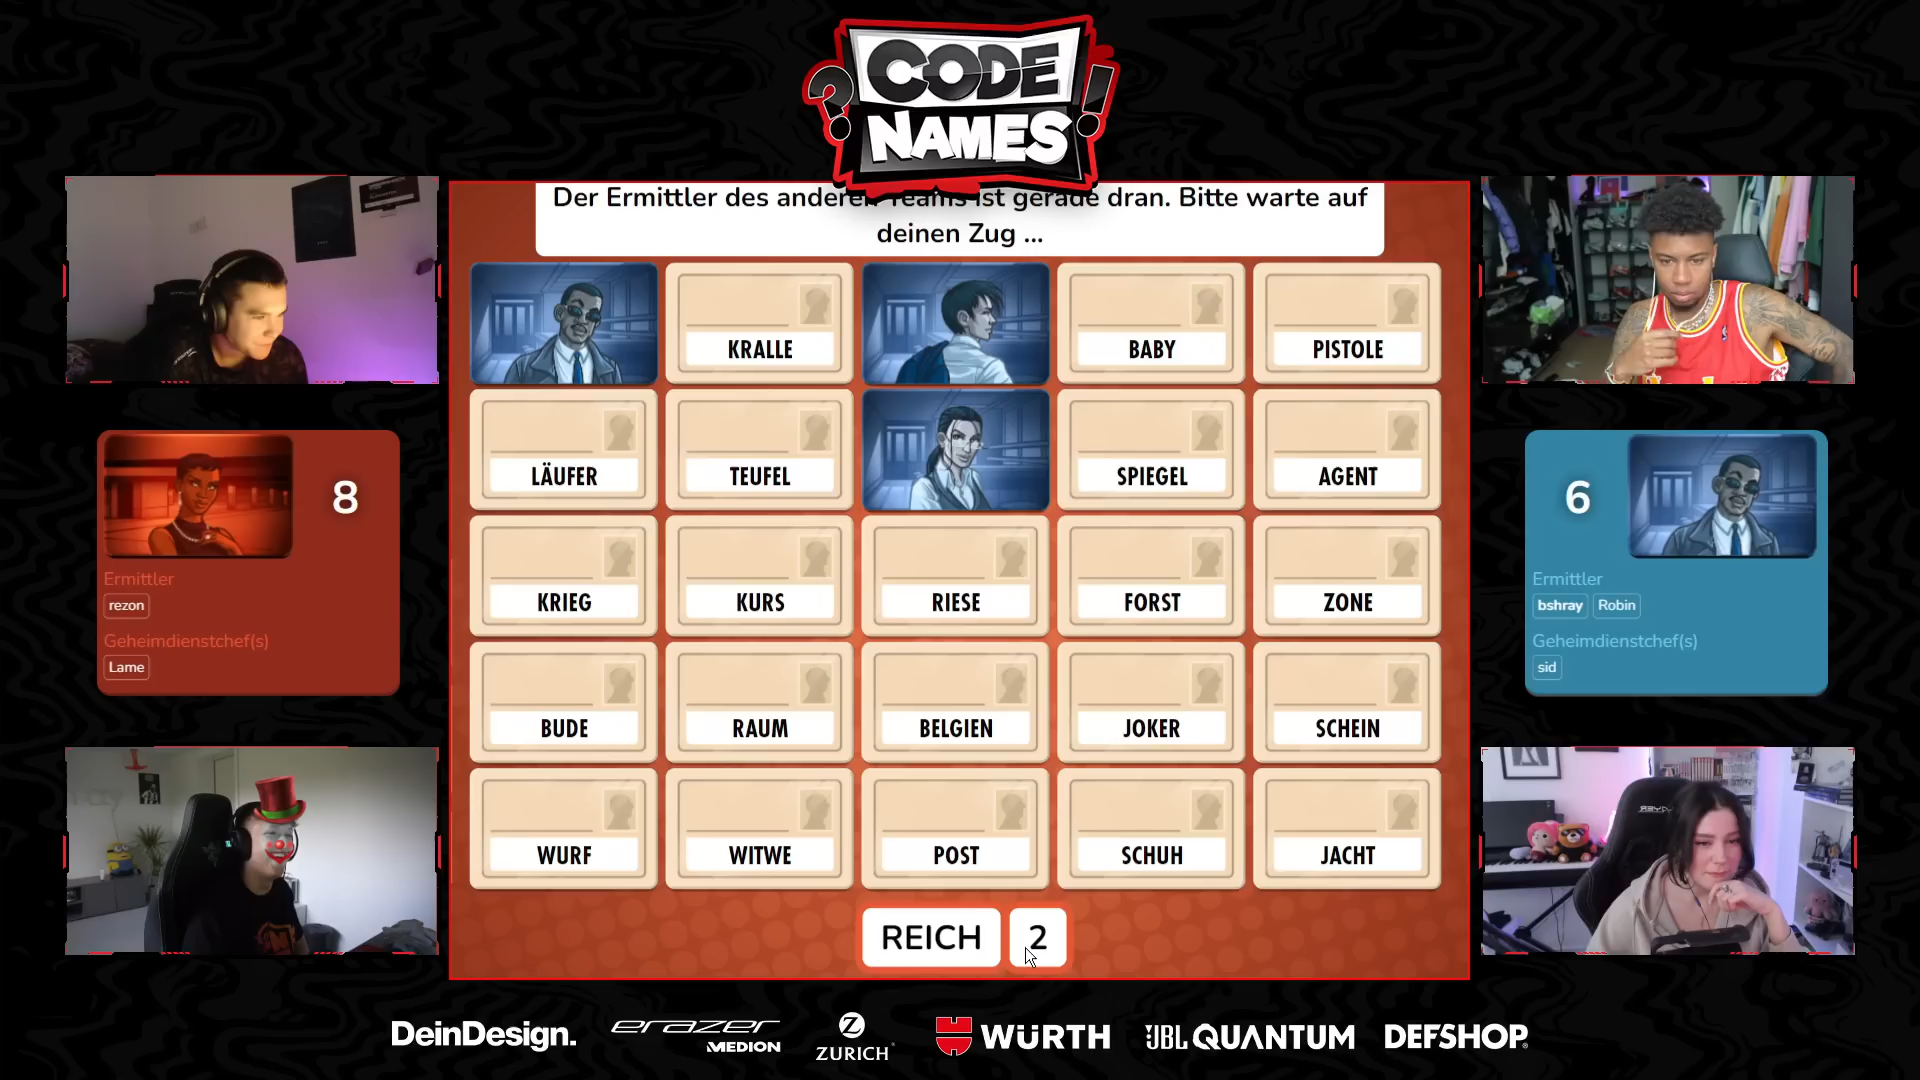 CODE
NAMES
Der Ermittler des anderen Teams ist gerade dran. Bitte warte auf
deinen Zug ...
KRALLE
BABY
PISTOLE
LÄUFER
TEUFEL
SPIEGEL
AGENT
KRIEG
KURS
RIESE
FORST
ZONE
BUDE
RAUM
BELGIEN
JOKER
SCHEIN
WURF
WITWE
POST
SCHUH
JACHT
REICH 2
8
Ermittler
rezon
Geheimdienstchef(s)
Lame
6
Ermittler
bshray Robin
Geheimdienstchef(s)
sid
DeinDesign.
erazer
MEDION
Z
ZURICH
WÜRTH
JBL QUANTUM
DEFSHOP